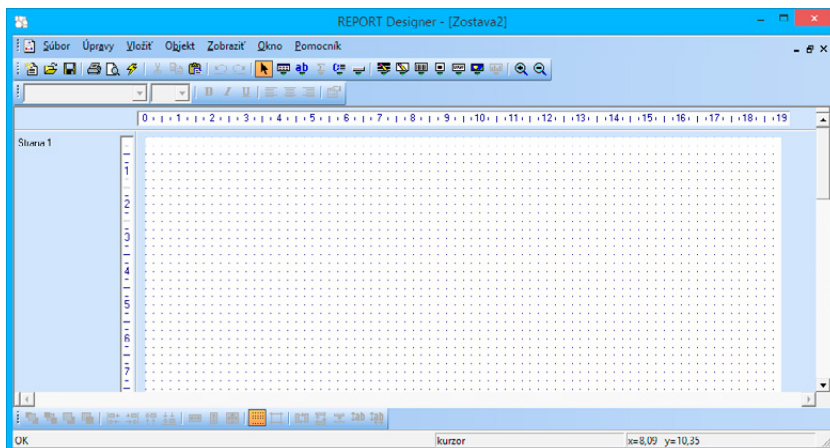 REPORT Designer - [Zostava2]
Súbor Úpravy Vložiť Objekt Zobraziť Okno Pomocník
0 1 2 3 4 5 6 7 8 9 10 11 12 13 14 15 16 17 18 19
Strana 1
1
2
3
4
5
6
7
OK kurzor x=8,09 y=10,35